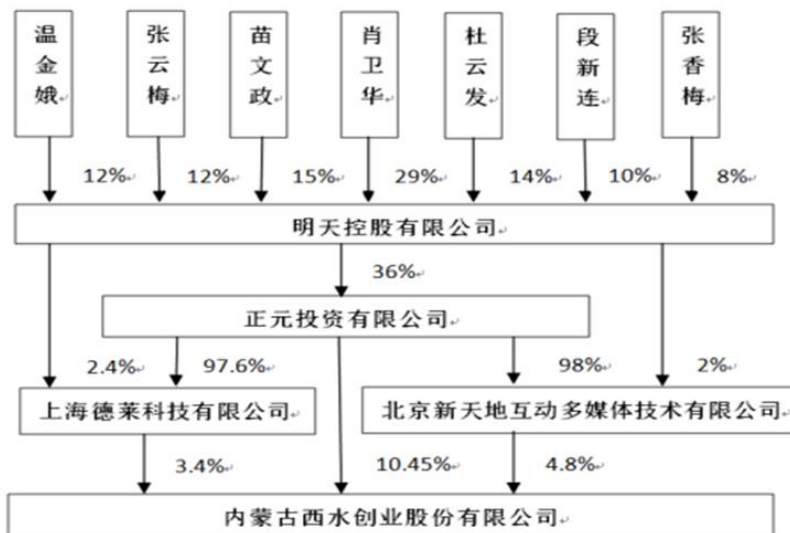 温金娥
张云梅
苗文政
肖卫华
杜云发
段新连
张香梅
12%
12%
15%
29%
14%
10%
8%
明天控股有限公司
36%
正元投资有限公司
2.4%
97.6%
98%
2%
上海德莱科技有限公司
北京新天地互动多媒体技术有限公司
3.4%
10.45%
4.8%
内蒙古西水创业股份有限公司